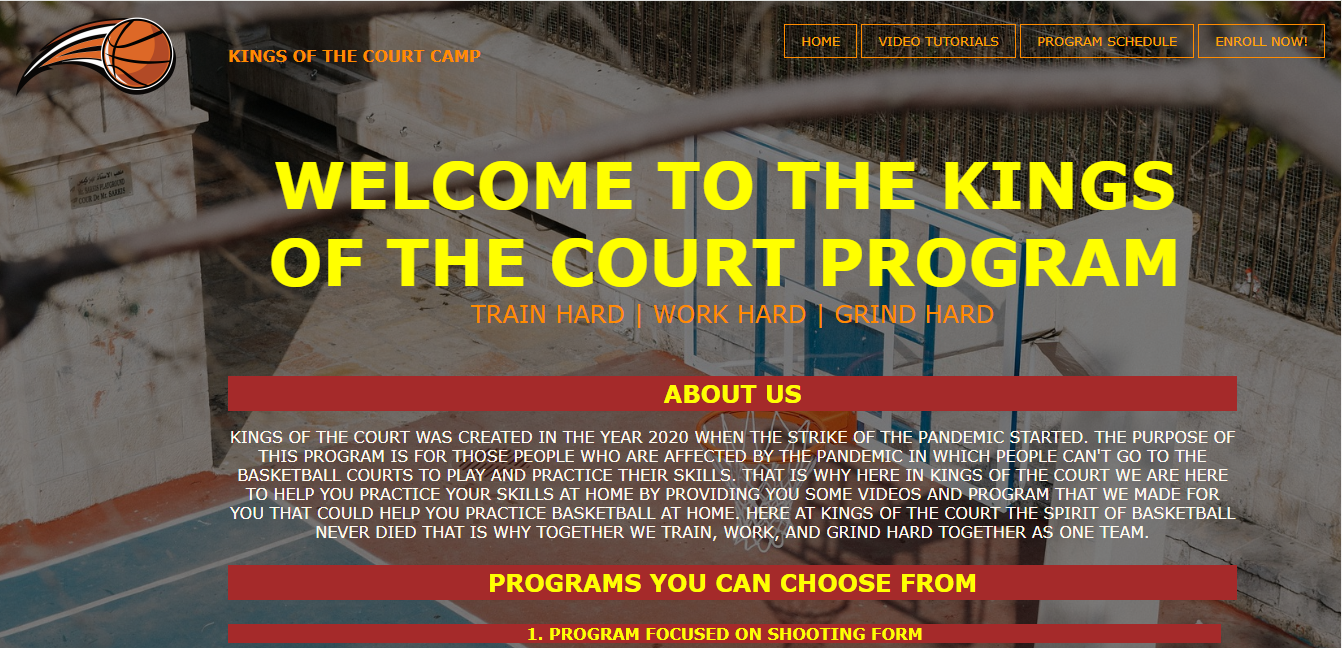 KINGS OF THE COURT CAMP
HOME
VIDEO TUTORIALS
PROGRAM SCHEDULE
ENROLL NOW!
WELCOME TO THE KINGS
OF THE COURT PROGRAM
TRAIN HARD | WORK HARD | GRIND HARD
ABOUT US
KINGS OF THE COURT WAS CREATED IN THE YEAR 2020 WHEN THE STRIKE OF THE PANDEMIC STARTED. THE PURPOSE OF
THIS PROGRAM IS FOR THOSE PEOPLE WHO ARE AFFECTED BY THE PANDEMIC IN WHICH PEOPLE CAN'T GO TO THE
BASKETBALL COURTS TO PLAY AND PRACTICE THEIR SKILLS. THAT IS WHY HERE IN KINGS OF THE COURT WE ARE HERE
TO HELP YOU PRACTICE YOUR SKILLS AT HOME BY PROVIDING YOU SOME VIDEOS AND PROGRAM THAT WE MADE FOR
YOU THAT COULD HELP YOU PRACTICE BASKETBALL AT HOME. HERE AT KINGS OF THE COURT THE SPIRIT OF BASKETBALL
NEVER DIED THAT IS WHY TOGETHER WE TRAIN, WORK, AND GRIND HARD TOGETHER AS ONE TEAM.
PROGRAMS YOU CAN CHOOSE FROM
1. PROGRAM FOCUSED ON SHOOTING FORM